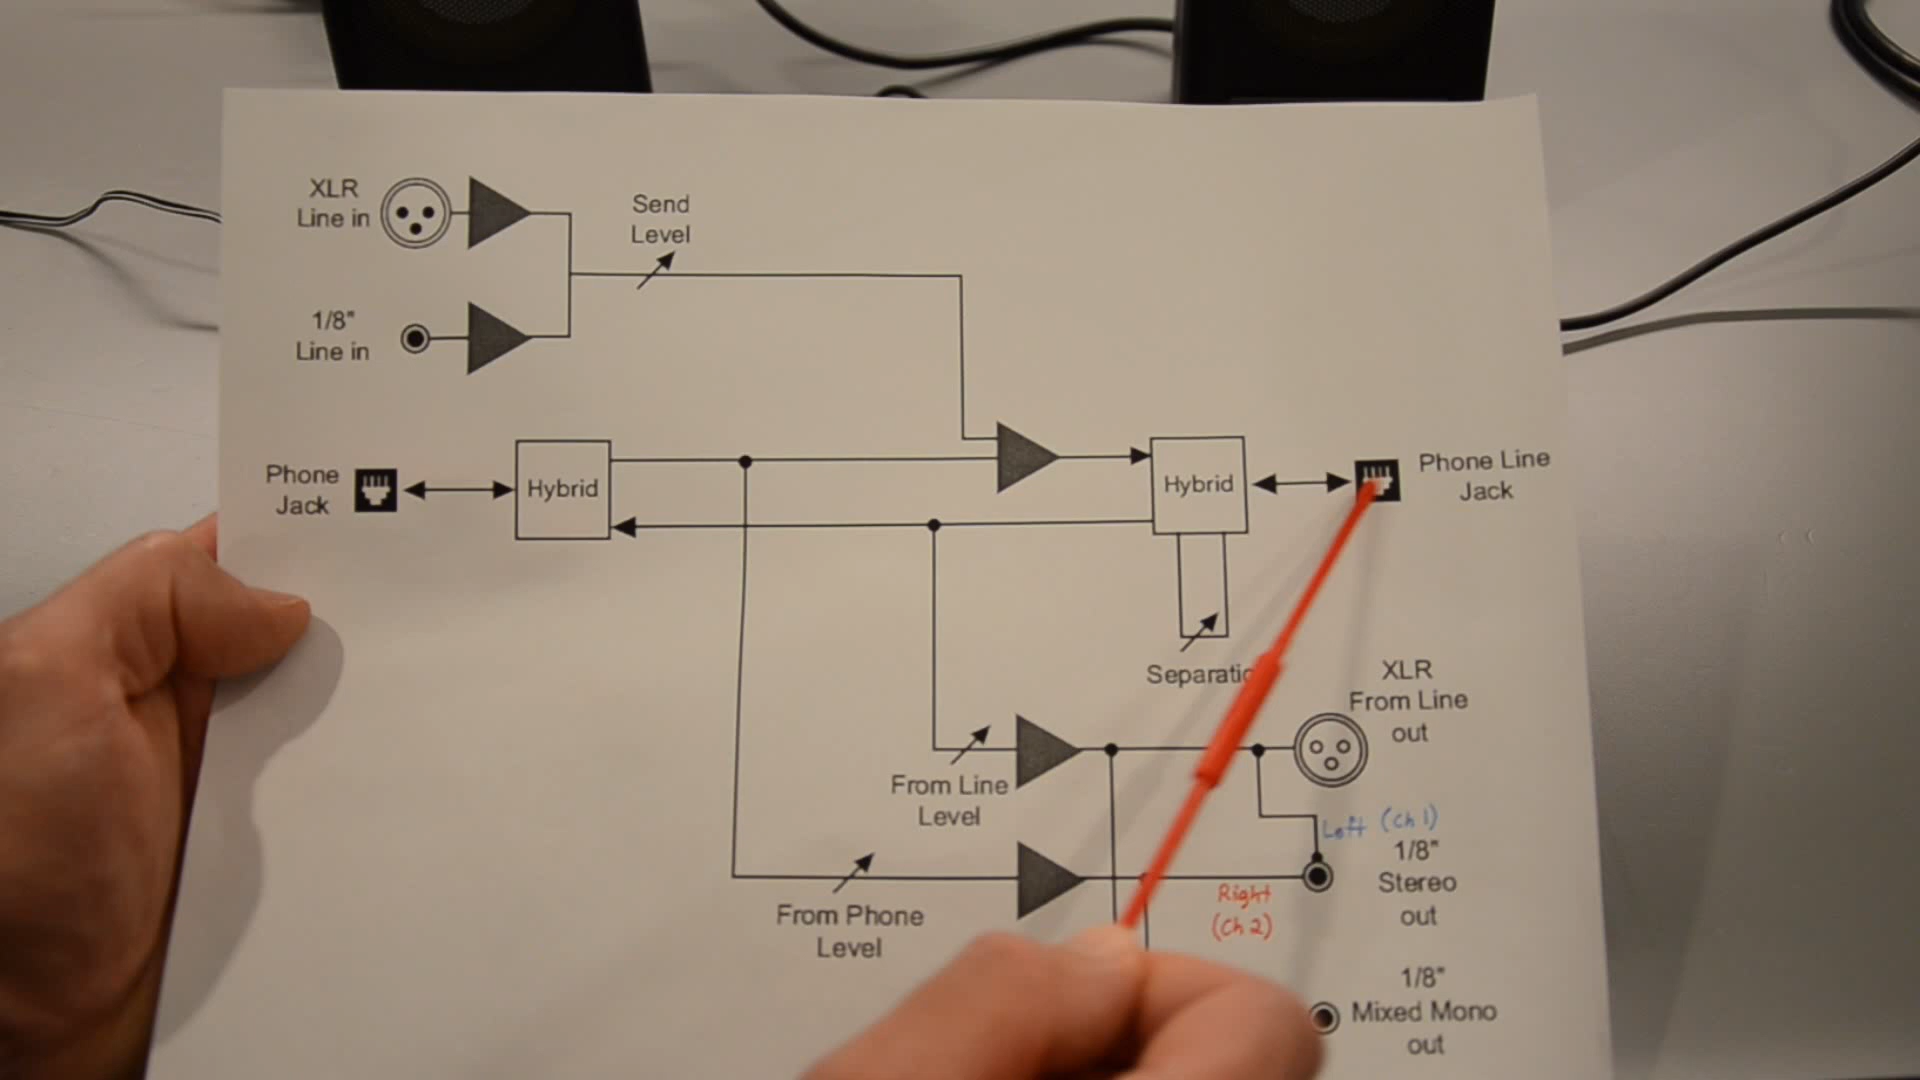 XLR
Line in
Send
Level
1/8"
Line in
Phone
Jack
Hybrid
Hybrid
Phone Line
Jack
XLR
From Line
out
From Line
Level
Left (Ch 1)
1/8"
Stereo
out
Right
(Ch 2)
From Phone
Level
1/8"
Mixed Mono
out